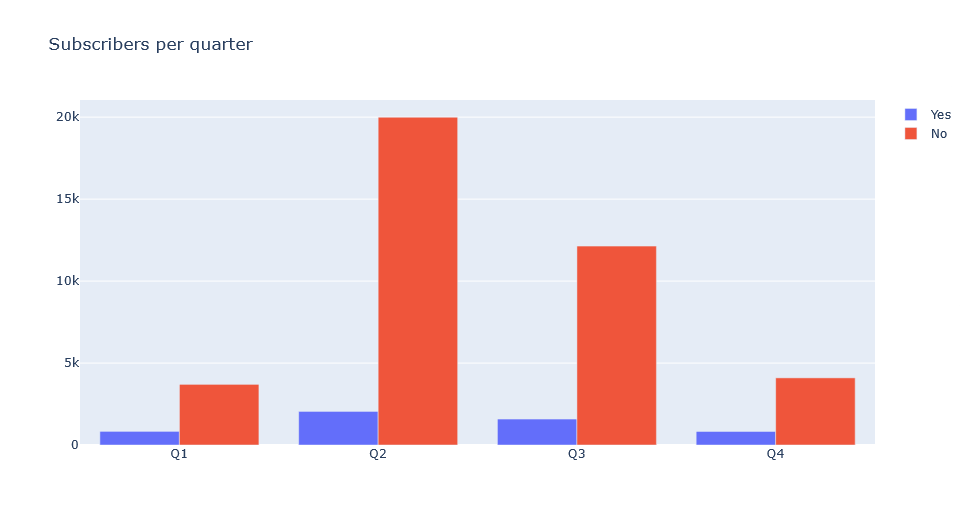 Subscribers per quarter
Yes
No
20k
15k
10k
5k
0
Q1 Q2 Q3 Q4